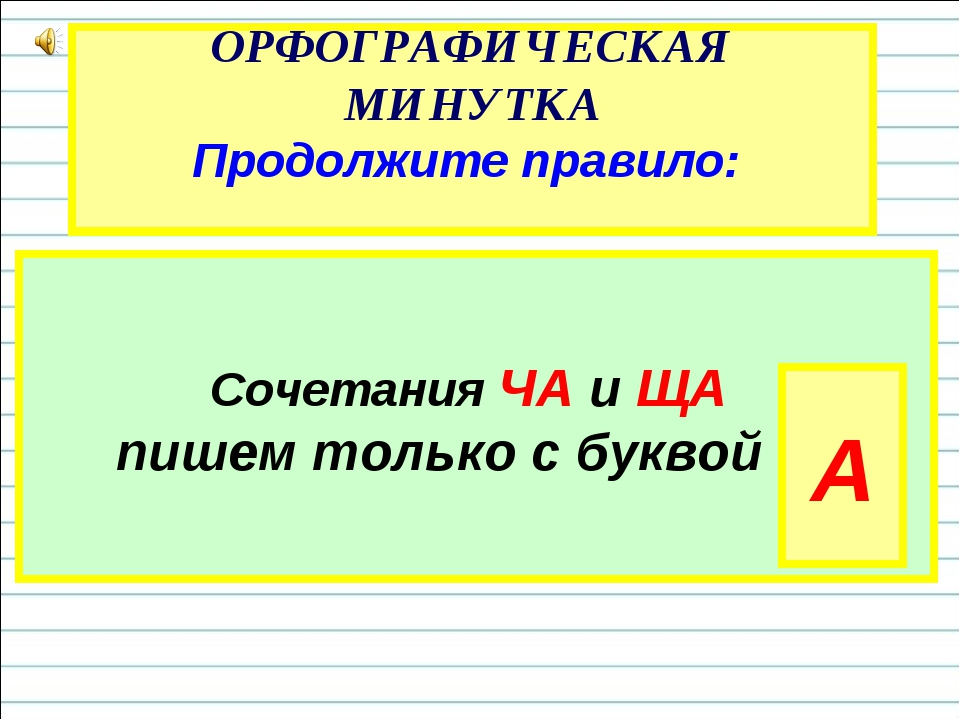 ОРФОГРАФИЧЕСКАЯ
МИНУТКА
Продолжите правило:
Сочетания ЧА и ЩА
пишем только с буквой А